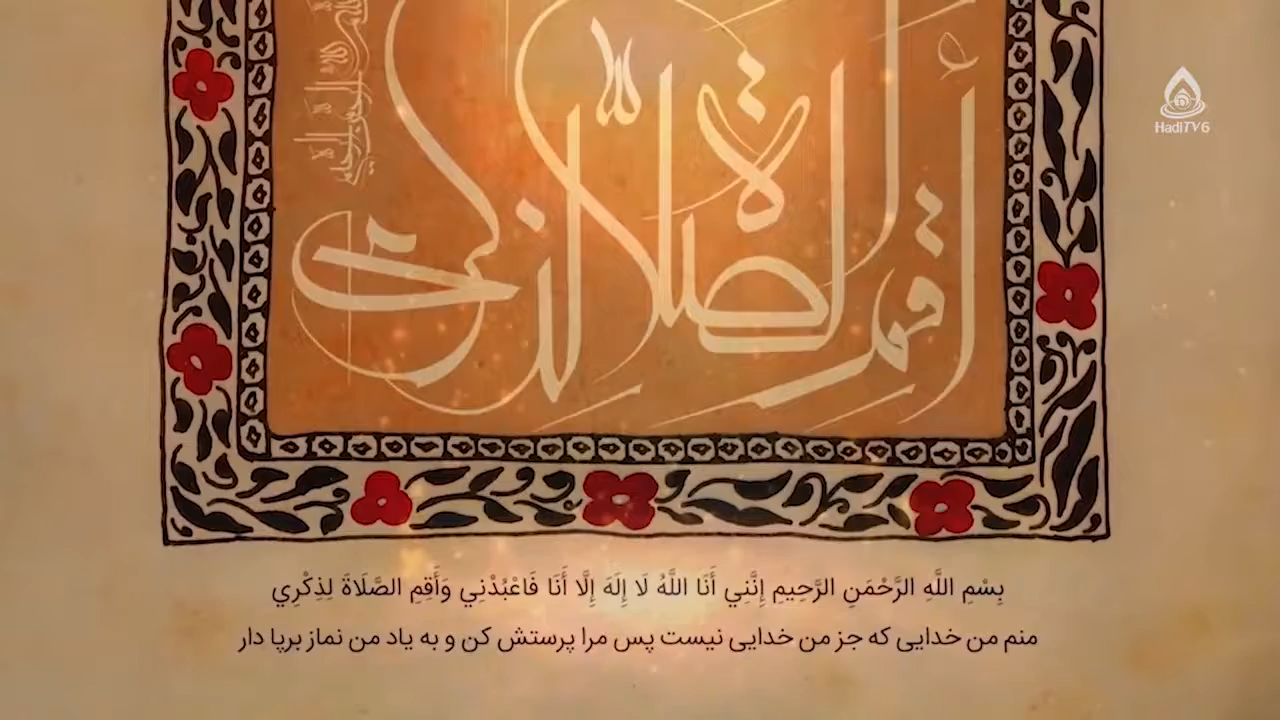 HadiTV6
أقم الصلاة لذكري
بِسْمِ اللَّهِ الرَّحْمَنِ الرَّحِيمِ إِنَّنِي أَنَا اللَّهُ لَا إِلَهَ إِلَّا أَنَا فَاعْبُدْنِي وَأَقِمِ الصَّلَاةَ لِذِكْرِي
منم من خدایی که جز من خدایی نیست پس مرا پرستش کن و به یاد من نماز برپا دار